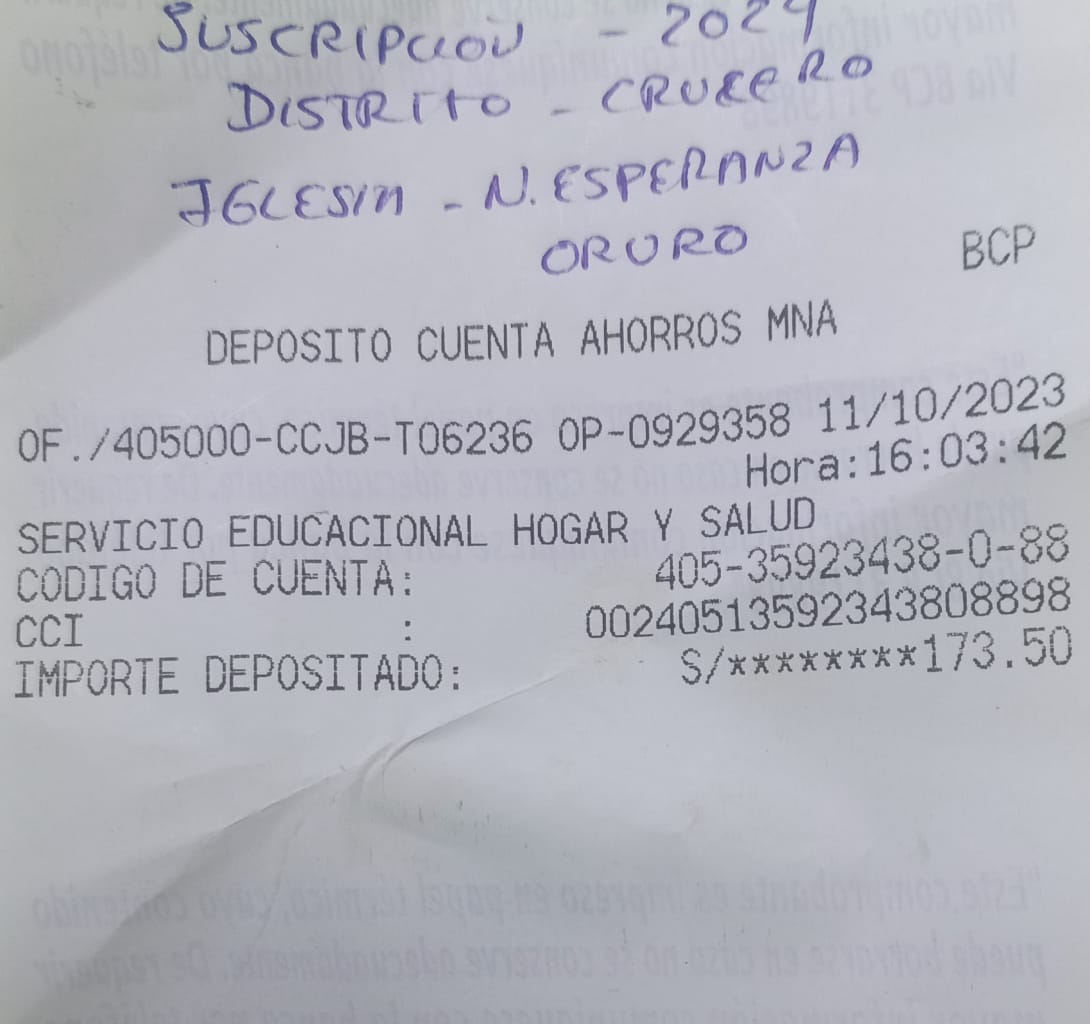 SUSCRIPCIÓN - 2024
DISTRITO - CRUCERO
IGLESIA - N. ESPERANZA
ORURO
BCP
DEPOSITO CUENTA AHORROS MNA
OF./405000-CCJB-T06236 OP-0929358 11/10/2023
Hora:16:03:42
SERVICIO EDUCACIONAL HOGAR Y SALUD
CODIGO DE CUENTA: 405-35923438-0-88
CCI : 00240513592343808898
IMPORTE DEPOSITADO: S/********173.50